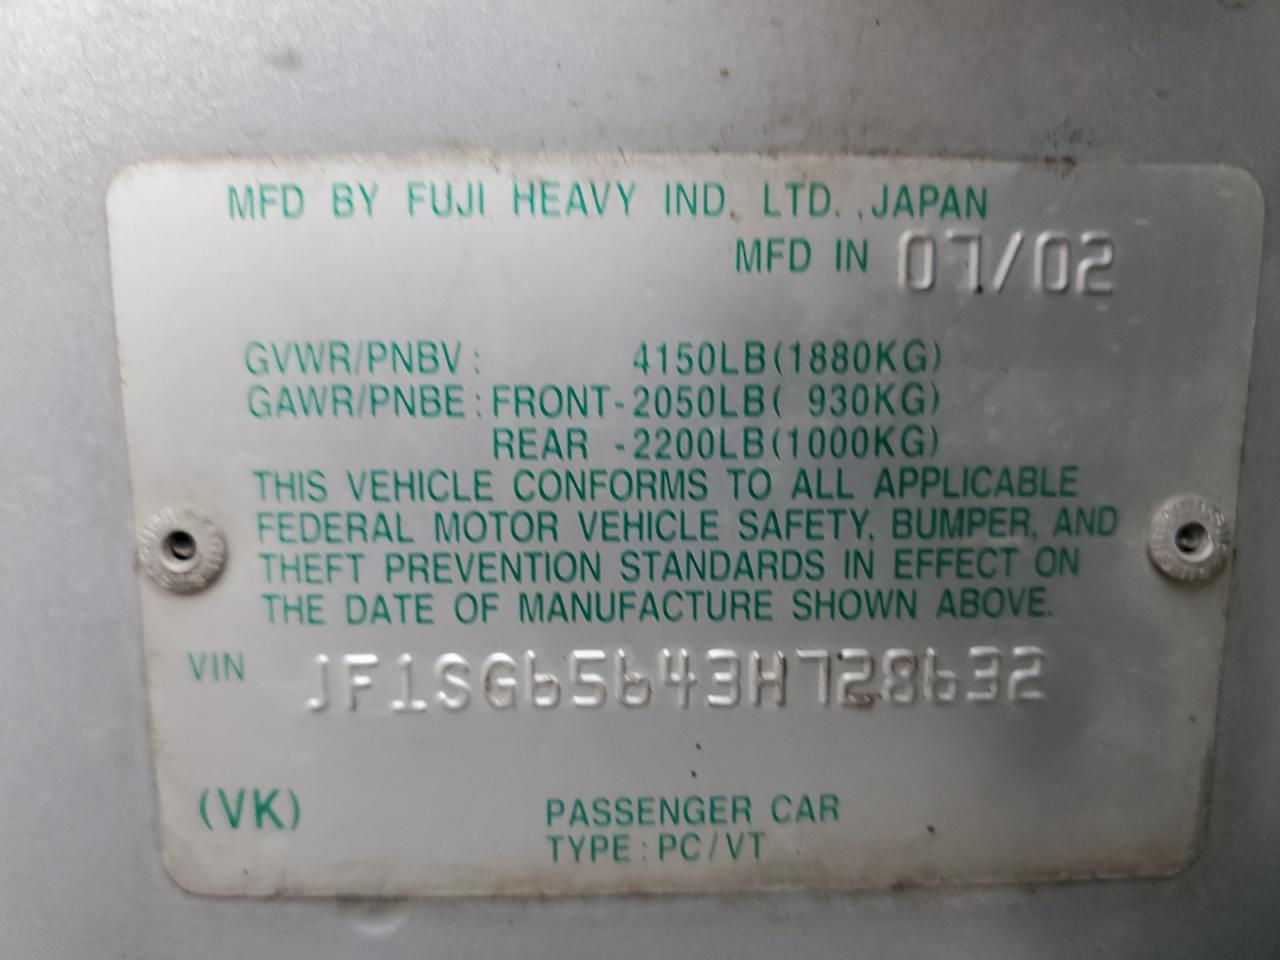 MFD BY FUJI HEAVY IND. LTD., JAPAN
MFD IN 07/02
GVWR/PNBV: 4150LB(1880KG)
GAWR/PNBE: FRONT-2050LB( 930KG)
REAR -2200LB(1000KG)
THIS VEHICLE CONFORMS TO ALL APPLICABLE
FEDERAL MOTOR VEHICLE SAFETY, BUMPER, AND
THEFT PREVENTION STANDARDS IN EFFECT ON
THE DATE OF MANUFACTURE SHOWN ABOVE.
VIN JF1SG65643H728632
(VK) PASSENGER CAR
TYPE: PC/VT